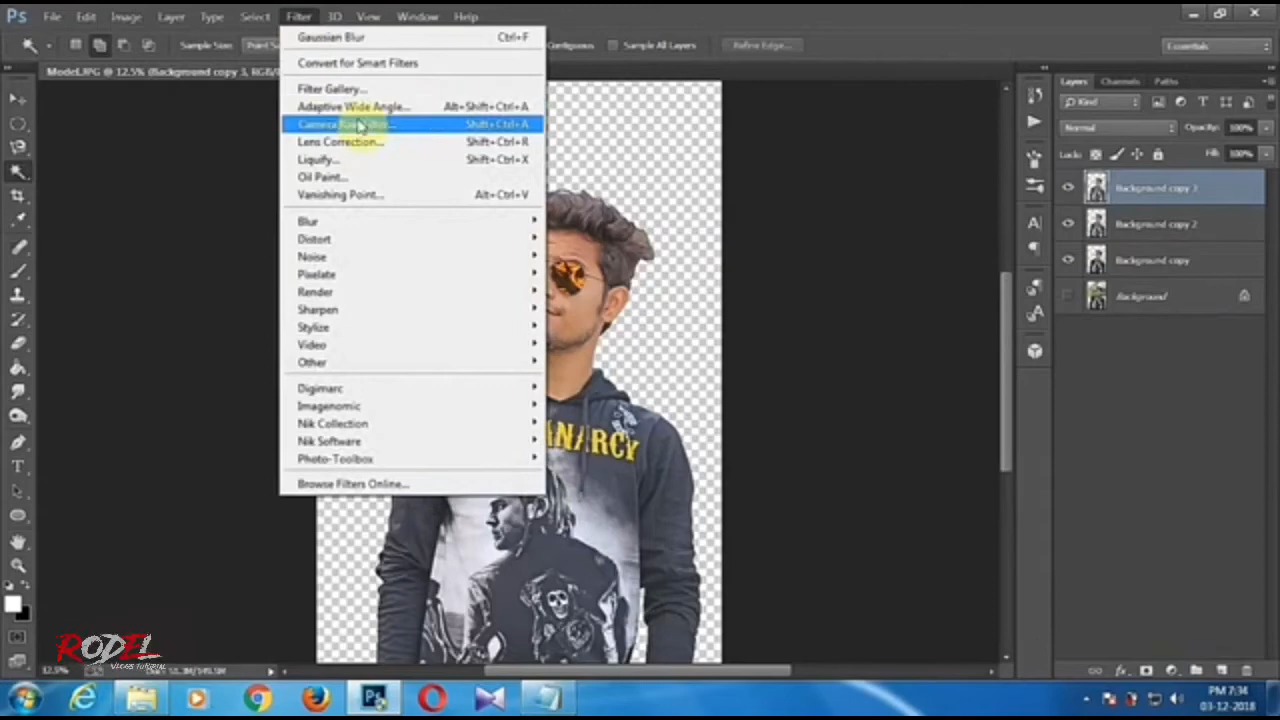 Ps File Edit Image Layer Type Select Filter 3D View Window Help
Sample Size: Point Contiguous Sample All Layers Refine Edge... Essentials
Model.JPG @ 12.5% (Background copy 3, RGB/
Gaussian Blur Ctrl+F
Convert for Smart Filters
Filter Gallery...
Adaptive Wide Angle... Alt+Shift+Ctrl+A
Camera Raw Filter... Shift+Ctrl+A
Lens Correction... Shift+Ctrl+R
Liquify... Shift+Ctrl+X
Oil Paint...
Vanishing Point... Alt+Ctrl+V
Blur
Distort
Noise
Pixelate
Render
Sharpen
Stylize
Video
Other
Digimarc
Imagenomic
Nik Collection
Nik Software
Photo-Toolbox
Browse Filters Online...
Layers Channels Paths
Kind
Normal Opacity: 100%
Lock: Fill: 100%
Background copy 3
Background copy 2
Background copy
Background
ANARCY
RODEL
VLOGS TUTORIAL
12.5%
PM 7:34
03-12-2018